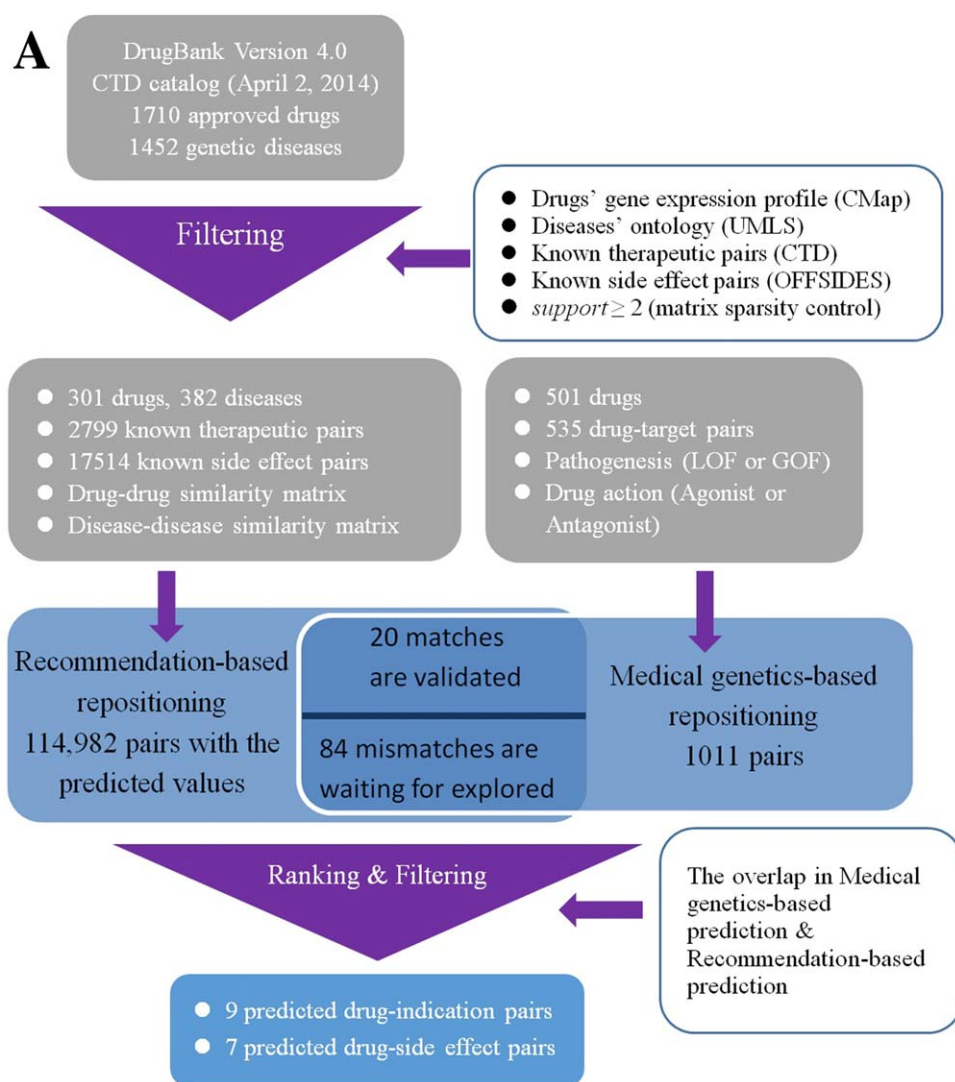 A
DrugBank Version 4.0
CTD catalog (April 2, 2014)
1710 approved drugs
1452 genetic diseases
Filtering
● Drugs’ gene expression profile (CMap)
● Diseases’ ontology (UMLS)
● Known therapeutic pairs (CTD)
● Known side effect pairs (OFFSIDES)
● support ≥ 2 (matrix sparsity control)
● 301 drugs, 382 diseases
● 2799 known therapeutic pairs
● 17514 known side effect pairs
● Drug-drug similarity matrix
● Disease-disease similarity matrix
● 501 drugs
● 535 drug-target pairs
● Pathogenesis (LOF or GOF)
● Drug action (Agonist or
Antagonist)
Recommendation-based
repositioning
114,982 pairs with the
predicted values
20 matches
are validated
84 mismatches are
waiting for explored
Medical genetics-based
repositioning
1011 pairs
Ranking & Filtering
The overlap in Medical
genetics-based
prediction &
Recommendation-based
prediction
● 9 predicted drug-indication pairs
● 7 predicted drug-side effect pairs